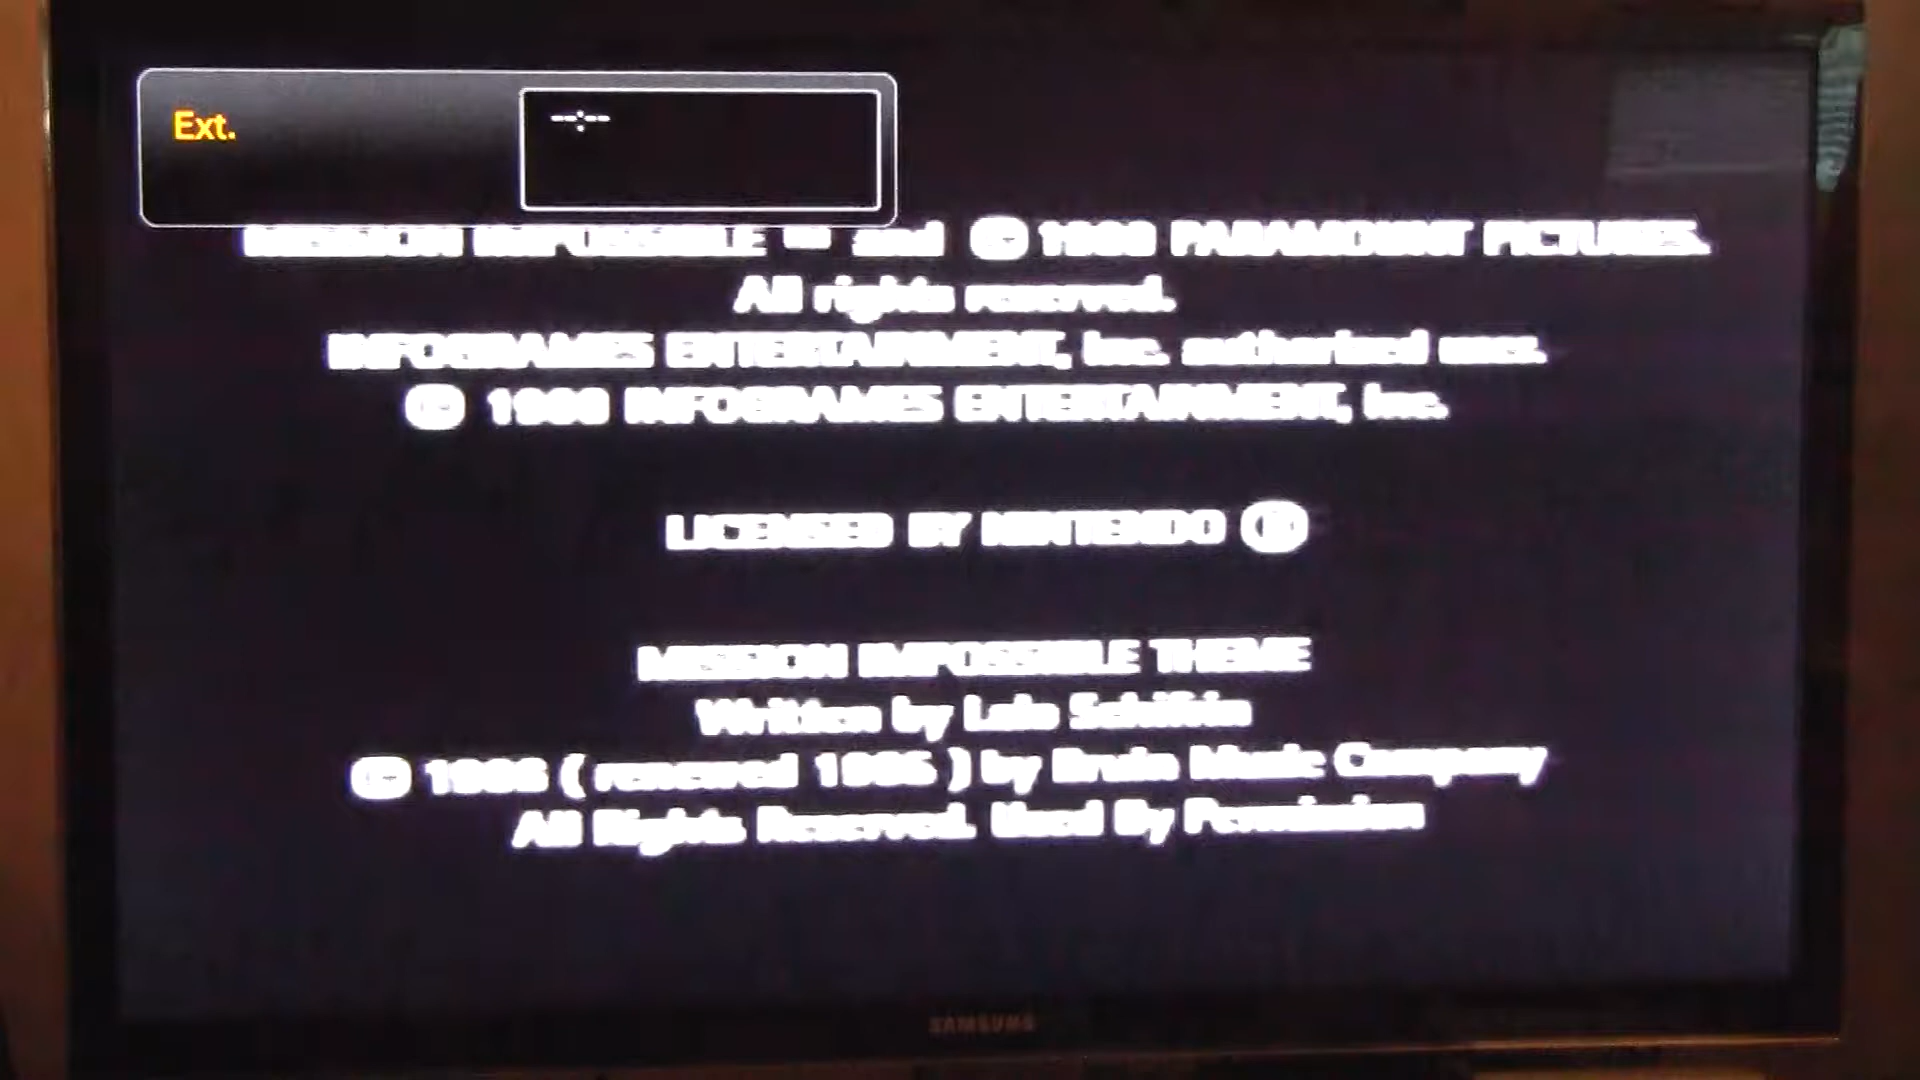 Ext.
--:--
MISSION IMPOSSIBLE ™ and © PARAMOUNT PICTURES.
All rights reserved.
INFOGRAMES ENTERTAINMENT, Inc. authorized user.
© INFOGRAMES ENTERTAINMENT, Inc.
LICENSED BY NINTENDO ®
MISSION IMPOSSIBLE THEME
Written by Lalo Schifrin
© ( renewed ) by Bruin Music Company
All Rights Reserved. Used By Permission
SAMSUNG